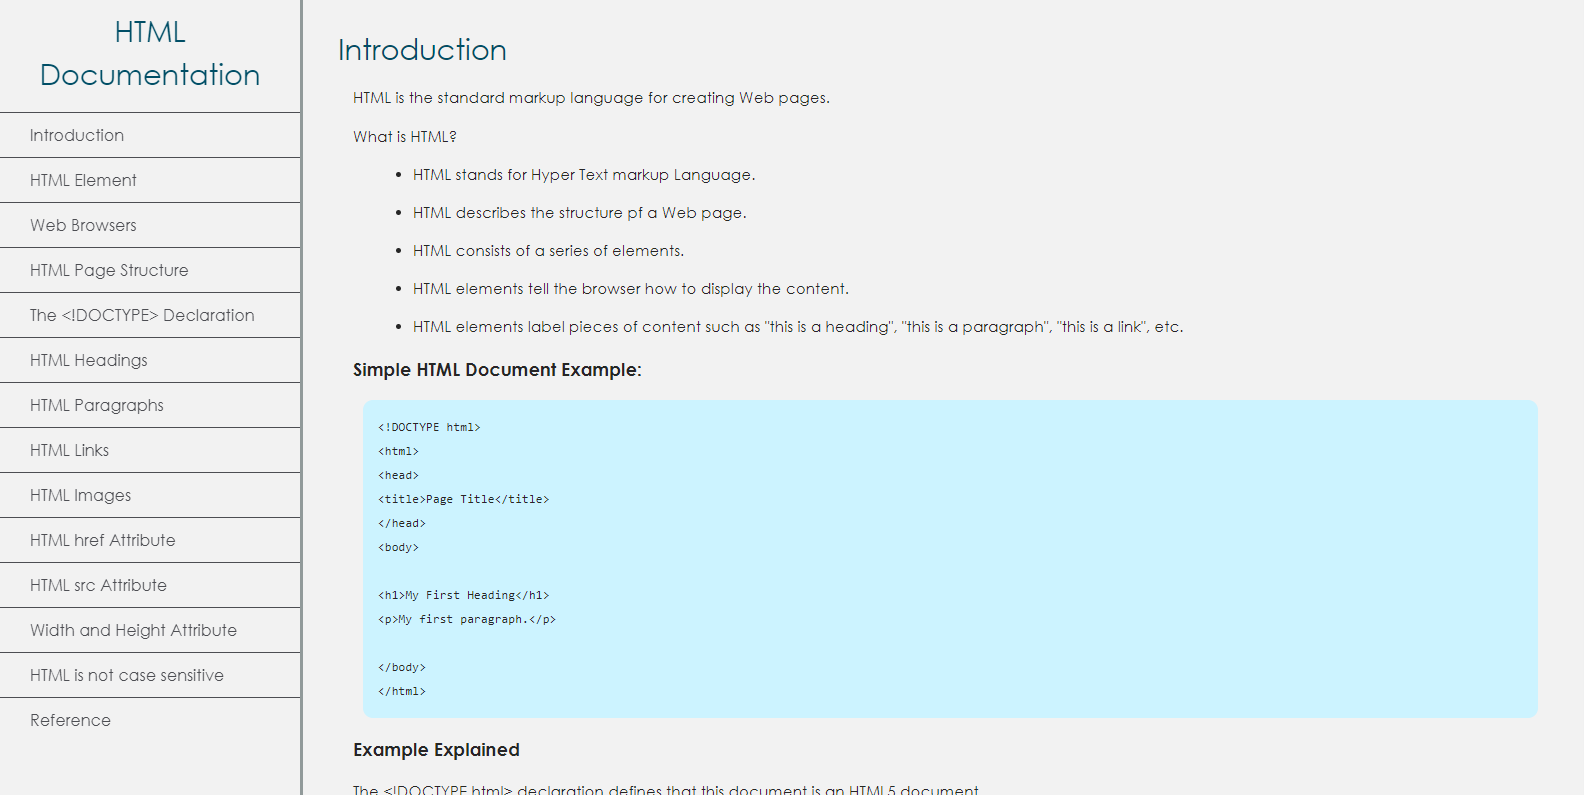 HTML
Documentation
Introduction
HTML Element
Web Browsers
HTML Page Structure
The <!DOCTYPE> Declaration
HTML Headings
HTML Paragraphs
HTML Links
HTML Images
HTML href Attribute
HTML src Attribute
Width and Height Attribute
HTML is not case sensitive
Reference
Introduction
HTML is the standard markup language for creating Web pages.
What is HTML?
• HTML stands for Hyper Text markup Language.
• HTML describes the structure pf a Web page.
• HTML consists of a series of elements.
• HTML elements tell the browser how to display the content.
• HTML elements label pieces of content such as "this is a heading", "this is a paragraph", "this is a link", etc.
Simple HTML Document Example:
<!DOCTYPE html>
<html>
<head>
<title>Page Title</title>
</head>
<body>
<h1>My First Heading</h1>
<p>My first paragraph.</p>
</body>
</html>
Example Explained
The <!DOCTYPE html> declaration defines that this document is an HTML5 document